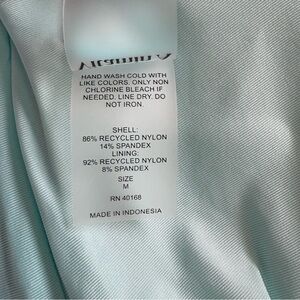 HAND WASH COLD WITH
LIKE COLORS. ONLY NON
CHLORINE BLEACH IF
NEEDED. LINE DRY. DO
NOT IRON.
SHELL:
86% RECYCLED NYLON
14% SPANDEX
LINING:
92% RECYCLED NYLON
8% SPANDEX
SIZE
M
RN 40168
MADE IN INDONESIA